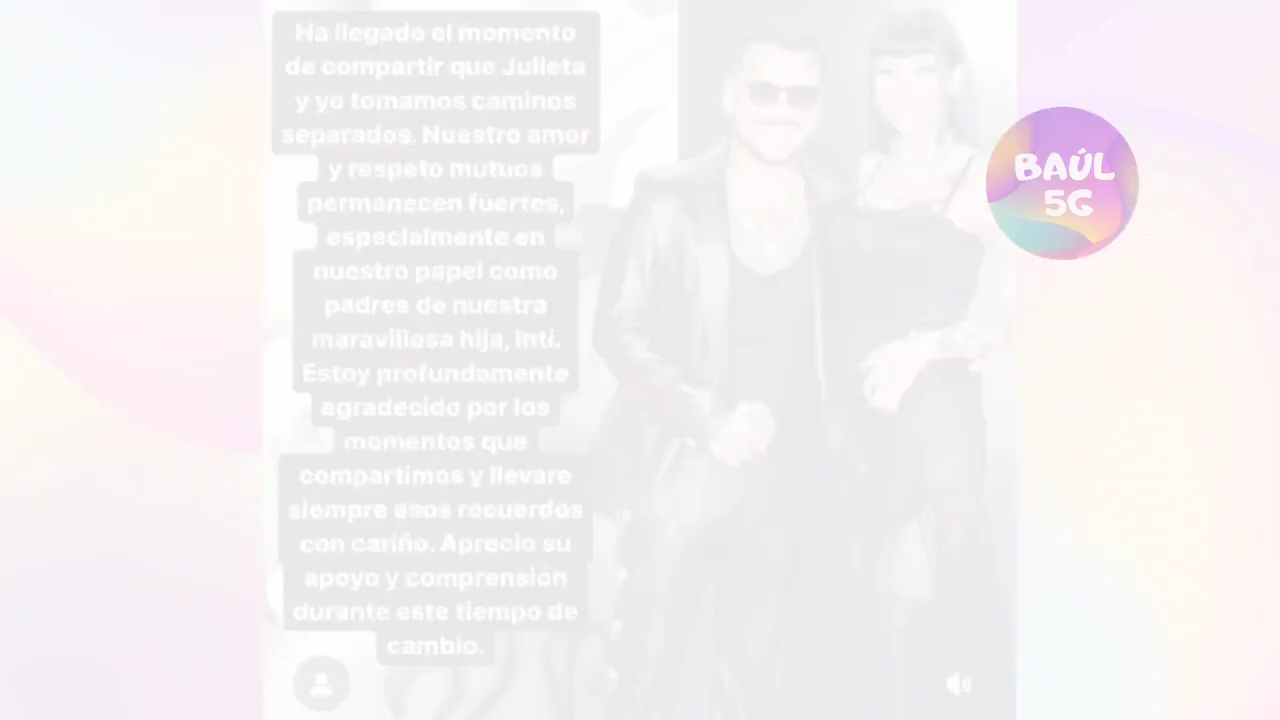 Ha llegado el momento
de compartir que Julieta
y yo tomamos caminos
separados. Nuestro amor
y respeto mutuos
permanecen fuertes,
especialmente en
nuestro papel como
padres de nuestra
maravillosa hija, Inti.
Estoy profundamente
agradecido por los
momentos que
compartimos y llevare
siempre esos recuerdos
con cariño. Aprecio su
apoyo y comprensión
durante este tiempo de
cambio.
BAÚL
5G